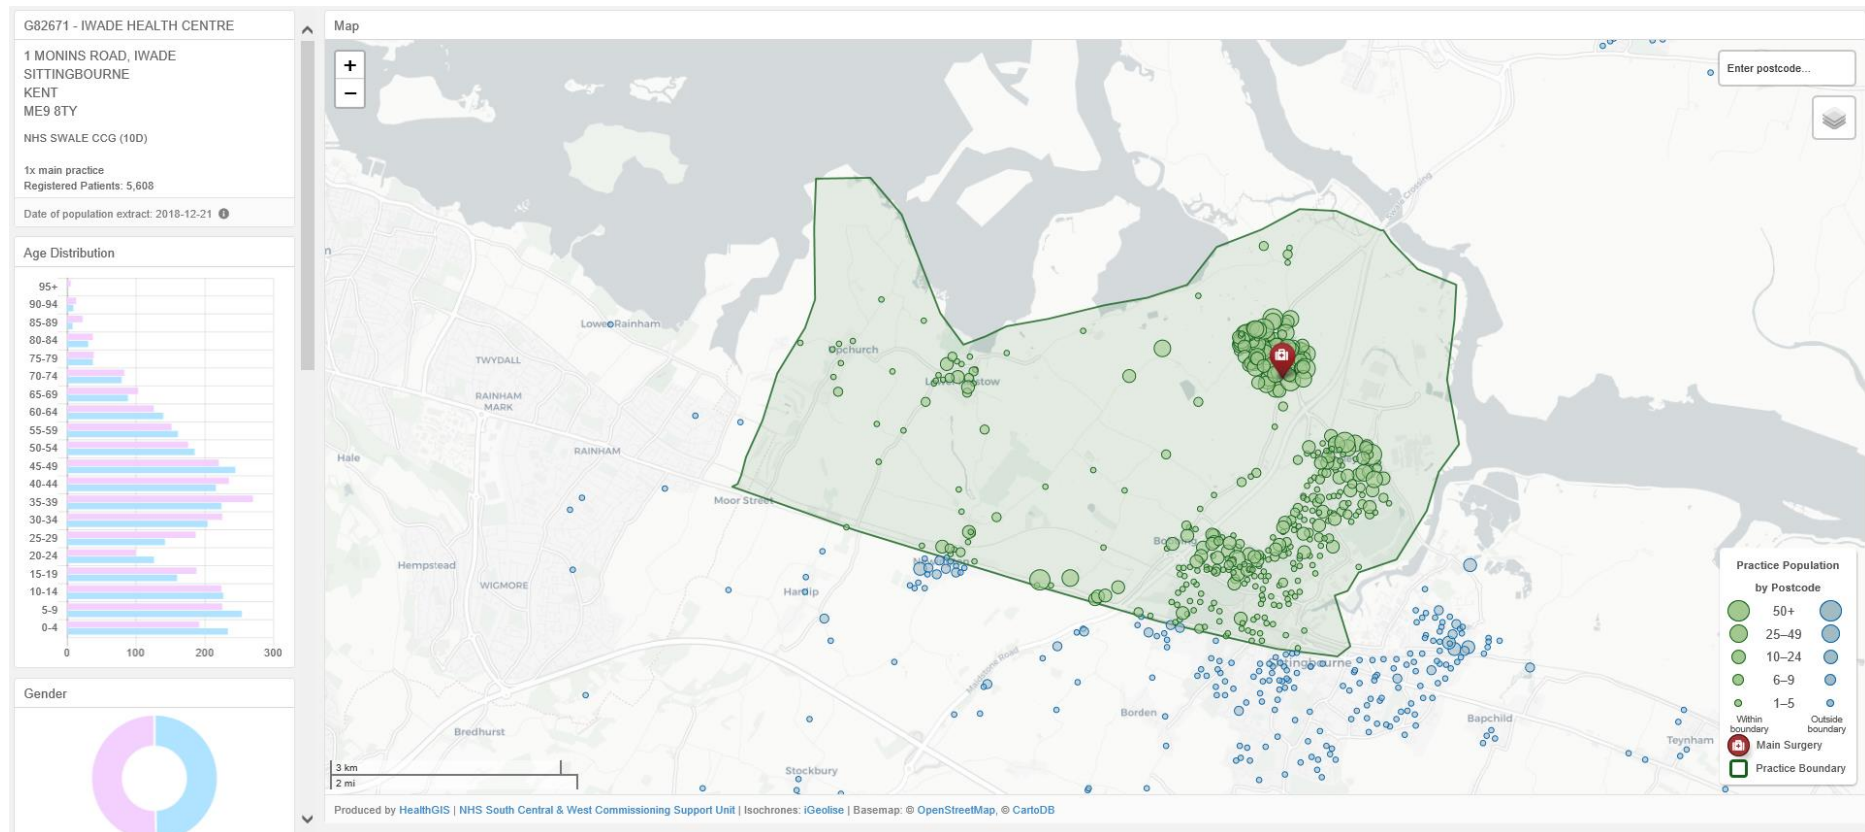 G82671 - IWADE HEALTH CENTRE
1 MONINS ROAD, IWADE
SITTINGBOURNE
KENT
ME9 8TY
NHS SWALE CCG (10D)
1x main practice
Registered Patients: 5,608
Date of population extract: 2018-12-21
Age Distribution
95+
90-94
85-89
80-84
75-79
70-74
65-69
60-64
55-59
50-54
45-49
40-44
35-39
30-34
25-29
20-24
15-19
10-14
5-9
0-4
0 100 200 300
Gender
Map
+
−
Enter postcode...
Swale Crossing
Lower Rainham
TWYDALL
RAINHAM
MARK
RAINHAM
Hale
Moor Street
Hempstead
WIGMORE
Bredhurst
Stockbury
Maidstone Road
Borden
Bapchild
Teynham
3 km
2 mi
Practice Population
by Postcode
50+
25–49
10–24
6–9
1–5
Within
boundary
Outside
boundary
Main Surgery
Practice Boundary
Produced by HealthGIS | NHS South Central & West Commissioning Support Unit | Isochrones: iGeolise | Basemap: © OpenStreetMap, © CartoDB